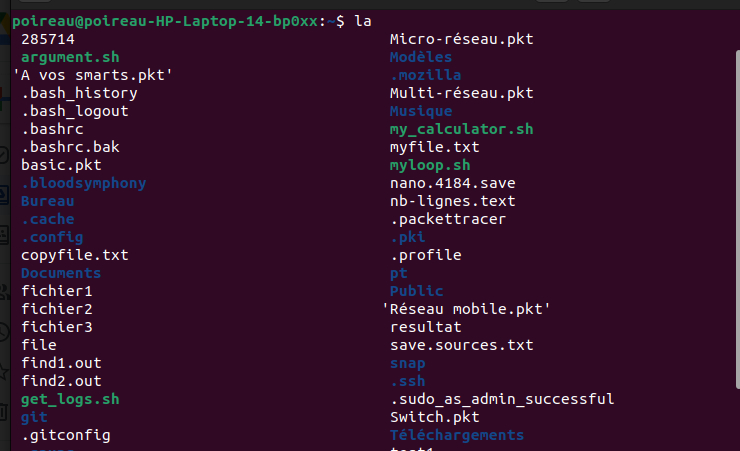 poireau@poireau-HP-Laptop-14-bp0xx:~$ la
285714 Micro-réseau.pkt
argument.sh Modèles
'A vos smarts.pkt' .mozilla
.bash_history Multi-réseau.pkt
.bash_logout Musique
.bashrc my_calculator.sh
.bashrc.bak myfile.txt
basic.pkt myloop.sh
.bloodsymphony nano.4184.save
Bureau nb-lignes.text
.cache .packettracer
.config .pki
copyfile.txt .profile
Documents pt
fichier1 Public
fichier2 'Réseau mobile.pkt'
fichier3 resultat
file save.sources.txt
find1.out snap
find2.out .ssh
get_logs.sh .sudo_as_admin_successful
git Switch.pkt
.gitconfig Téléchargements